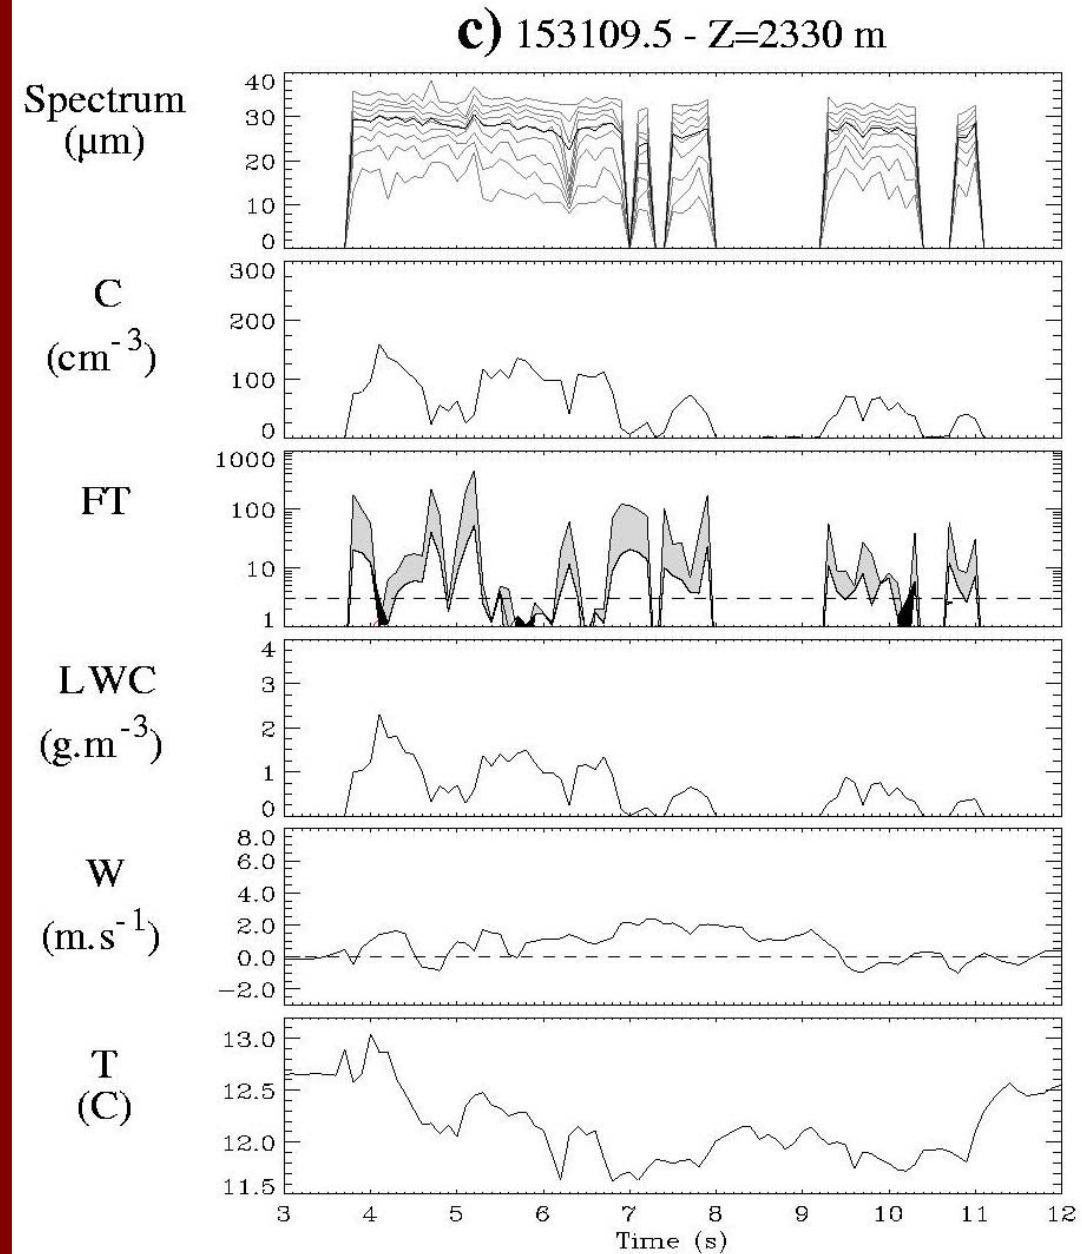 c) 153109.5 - Z=2330 m
Spectrum
(μm)
40
30
20
10
0
C
(cm⁻³)
300
200
100
0
FT
1000
100
10
1
LWC
(g.m⁻³)
4
3
2
1
0
W
(m.s⁻¹)
8.0
6.0
4.0
2.0
0.0
−2.0
T
(C)
13.0
12.5
12.0
11.5
3 4 5 6 7 8 9 10 11 12
Time (s)